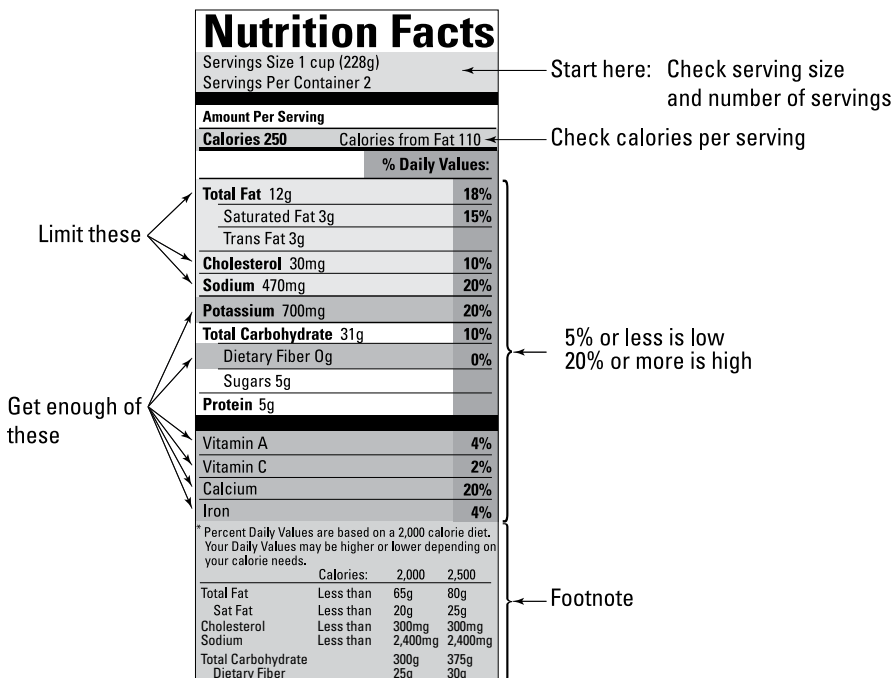 Nutrition Facts
Servings Size 1 cup (228g)
Servings Per Container 2
Start here: Check serving size
and number of servings
Amount Per Serving
Calories 250 Calories from Fat 110
Check calories per serving
% Daily Values:
Total Fat 12g 18%
Saturated Fat 3g 15%
Trans Fat 3g
Limit these
Cholesterol 30mg 10%
Sodium 470mg 20%
Potassium 700mg 20%
Total Carbohydrate 31g 10%
Dietary Fiber 0g 0%
Sugars 5g
Protein 5g
5% or less is low
20% or more is high
Get enough of
these
Vitamin A 4%
Vitamin C 2%
Calcium 20%
Iron 4%
* Percent Daily Values are based on a 2,000 calorie diet.
Your Daily Values may be higher or lower depending on
your calorie needs.
Calories: 2,000 2,500
Total Fat Less than 65g 80g
Sat Fat Less than 20g 25g
Cholesterol Less than 300mg 300mg
Sodium Less than 2,400mg 2,400mg
Total Carbohydrate 300g 375g
Dietary Fiber 25g 30g
Footnote